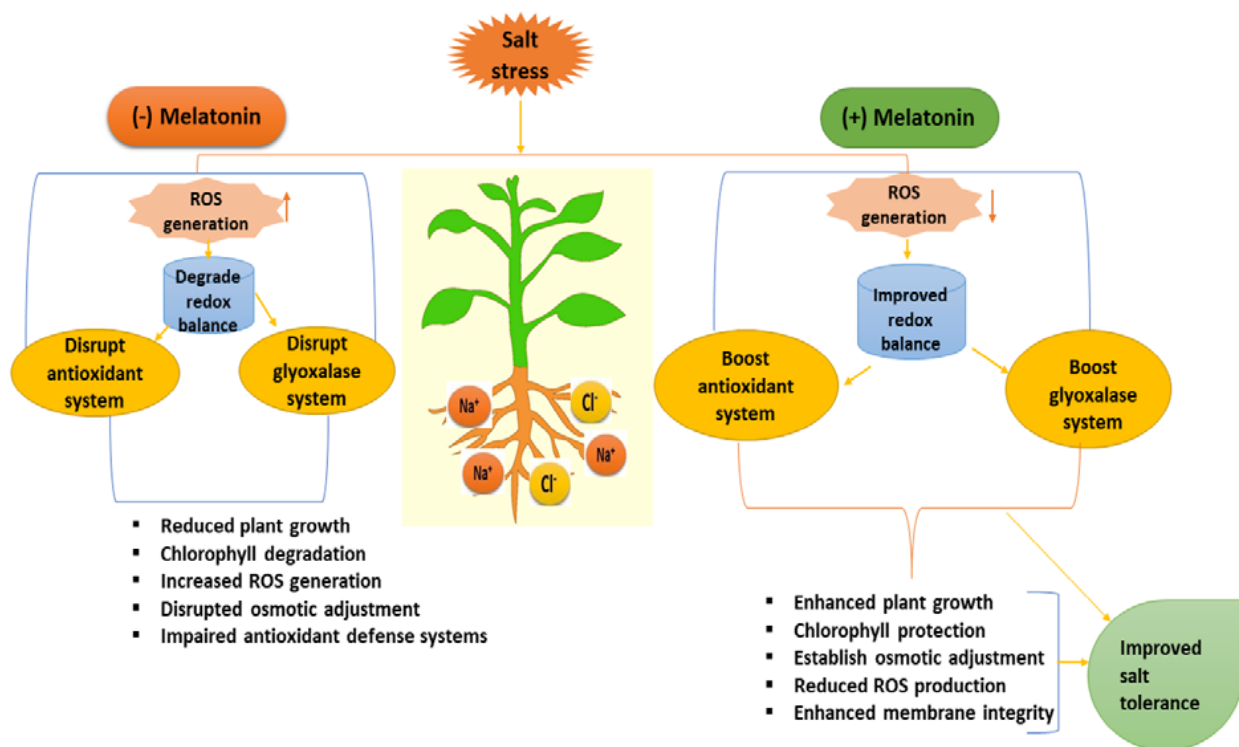 Salt
stress
(-) Melatonin
(+) Melatonin
ROS
generation
Degrade
redox
balance
Disrupt
antioxidant
system
Disrupt
glyoxalase
system
Na⁺
Cl⁻
Na⁺
Na⁺
Cl⁻
ROS
generation
Improved
redox
balance
Boost
antioxidant
system
Boost
glyoxalase
system
▪ Reduced plant growth
▪ Chlorophyll degradation
▪ Increased ROS generation
▪ Disrupted osmotic adjustment
▪ Impaired antioxidant defense systems
▪ Enhanced plant growth
▪ Chlorophyll protection
▪ Establish osmotic adjustment
▪ Reduced ROS production
▪ Enhanced membrane integrity
Improved
salt
tolerance